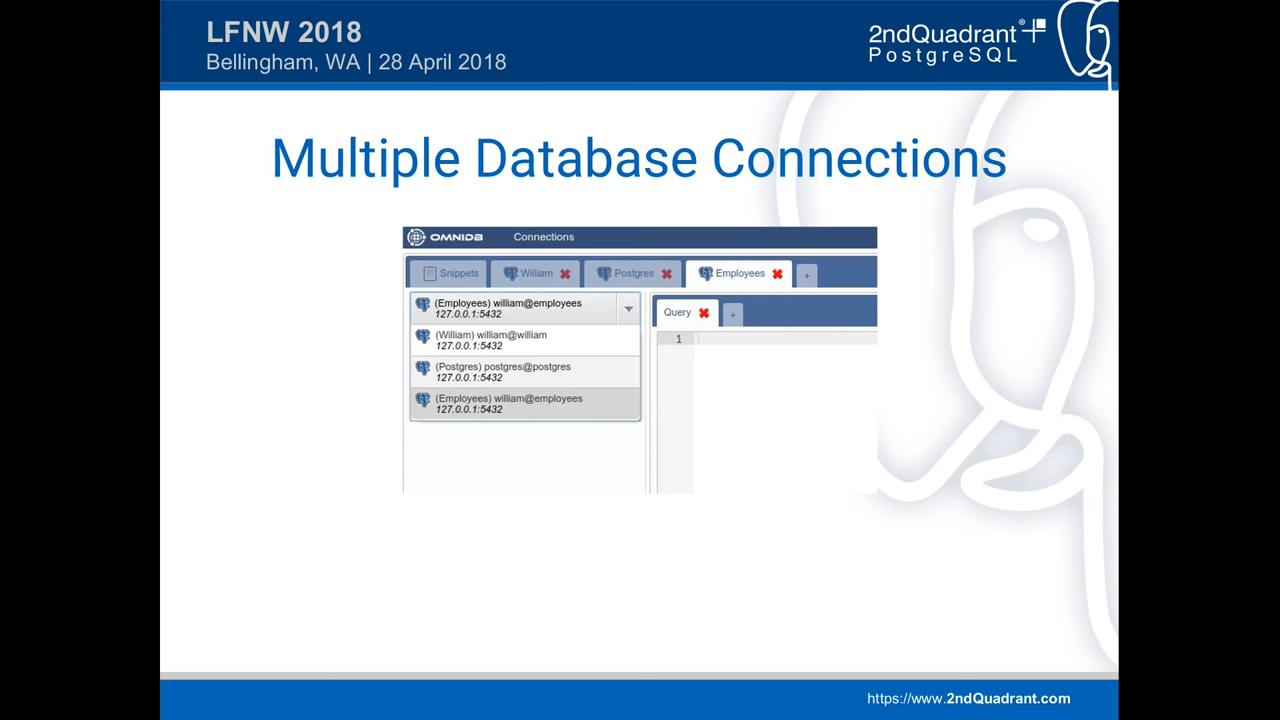 LFNW 2018
Bellingham, WA | 28 April 2018
2ndQuadrant®
PostgreSQL
Multiple Database Connections
OMNIDB Connections
Snippets William Postgres Employees +
(Employees) william@employees
127.0.0.1:5432
(William) william@william
127.0.0.1:5432
(Postgres) postgres@postgres
127.0.0.1:5432
(Employees) william@employees
127.0.0.1:5432
Query +
1
https://www.2ndQuadrant.com